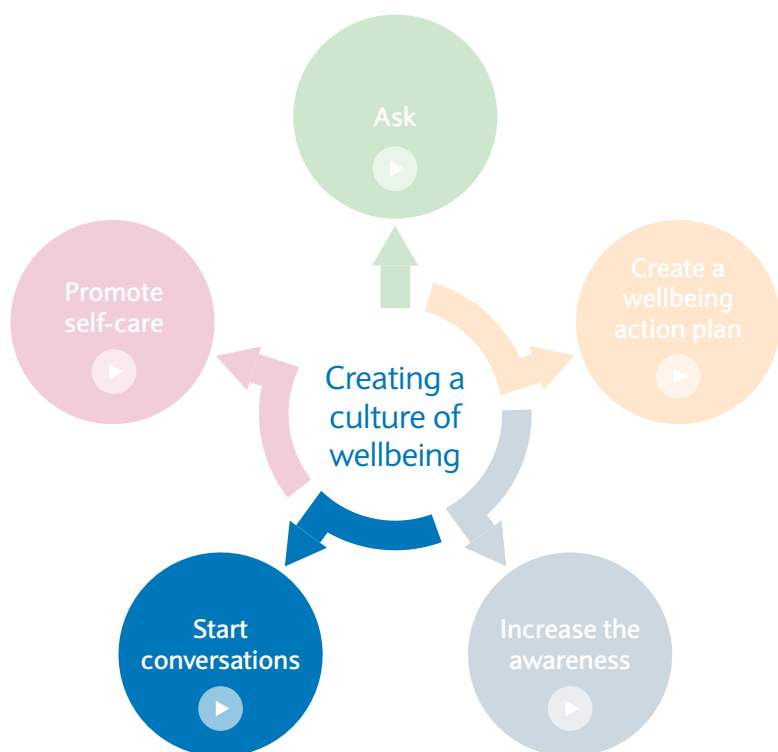 Ask
Create a
wellbeing
action plan
Promote
self-care
Creating a
culture of
wellbeing
Start
conversations
Increase the
awareness